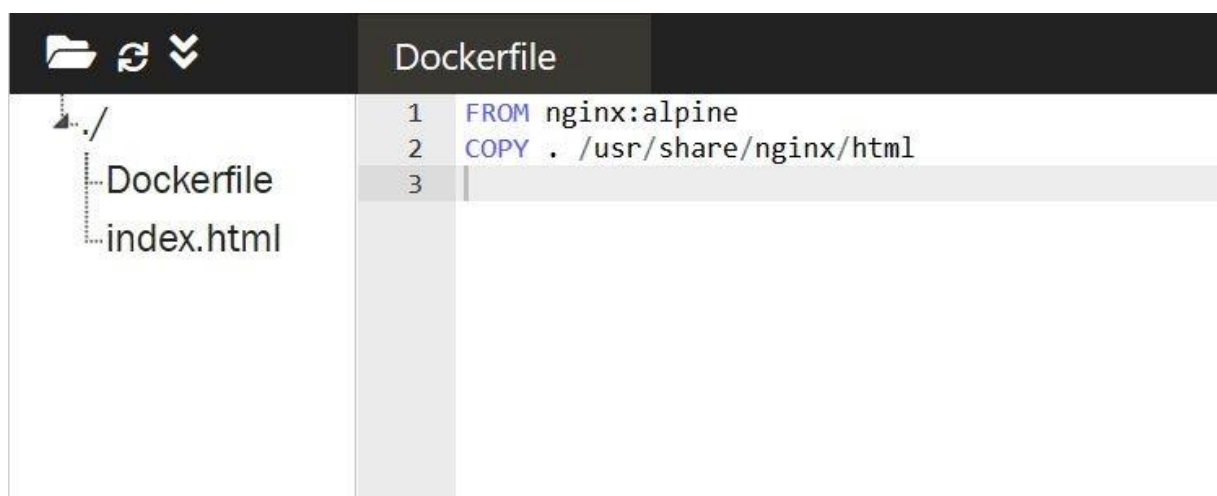 Dockerfile
./
Dockerfile
index.html
1 FROM nginx:alpine
2 COPY . /usr/share/nginx/html
3